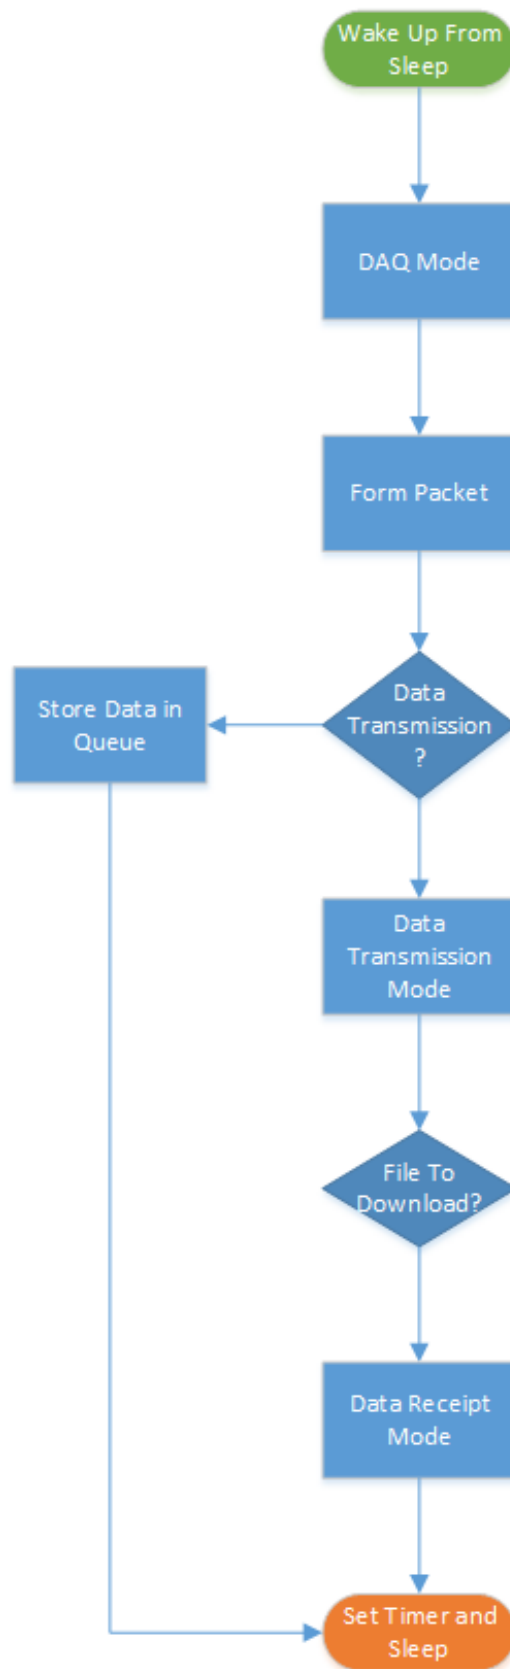 Wake Up From
Sleep
DAQ Mode
Form Packet
Data
Transmission
?
Store Data in
Queue
Data
Transmission
Mode
File To
Download?
Data Receipt
Mode
Set Timer and
Sleep